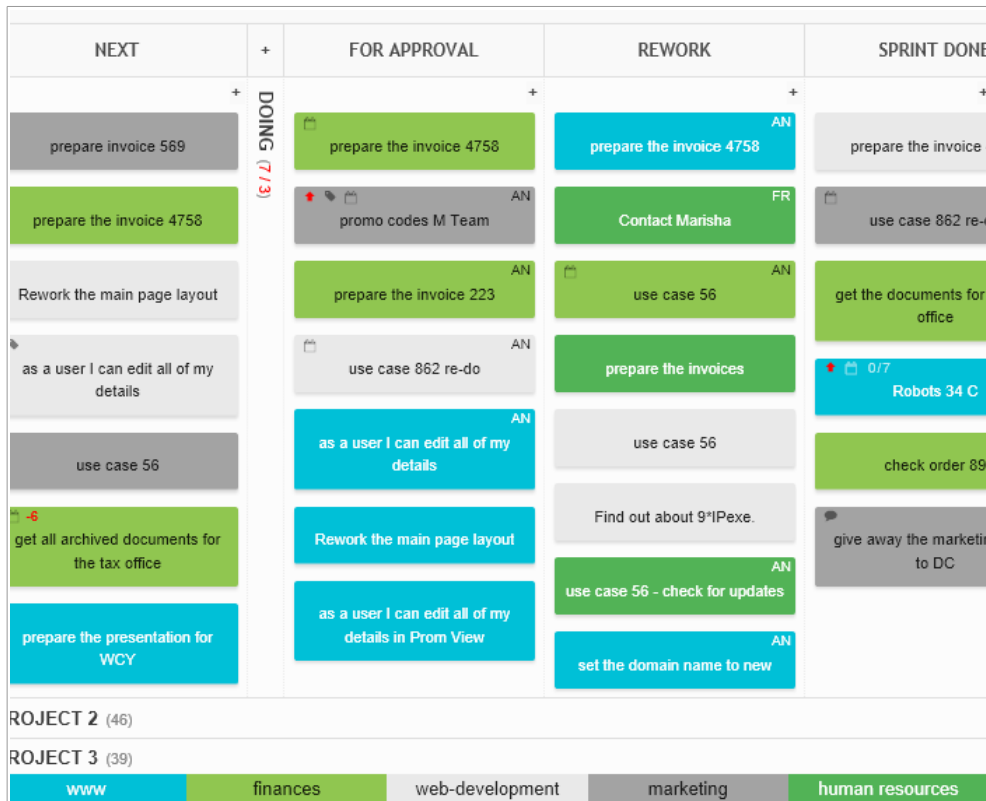 NEXT
+
FOR APPROVAL
REWORK
SPRINT DONE
+
DOING (7 / 3)
+
+
+
prepare invoice 569
prepare the invoice 4758
Rework the main page layout
as a user I can edit all of my
details
use case 56
-6
get all archived documents for
the tax office
prepare the presentation for
WCY
prepare the invoice 4758
AN
promo codes M Team
AN
prepare the invoice 223
AN
use case 862 re-do
AN
as a user I can edit all of my
details
Rework the main page layout
as a user I can edit all of my
details in Prom View
AN
prepare the invoice 4758
FR
Contact Marisha
AN
use case 56
prepare the invoices
use case 56
Find out about 9*IPexe.
AN
use case 56 - check for updates
AN
set the domain name to new
prepare the invoice
use case 862 re-
get the documents for
office
0/7
Robots 34 C
check order 89
give away the marketin
to DC
ROJECT 2 (46)
ROJECT 3 (39)
www
finances
web-development
marketing
human resources